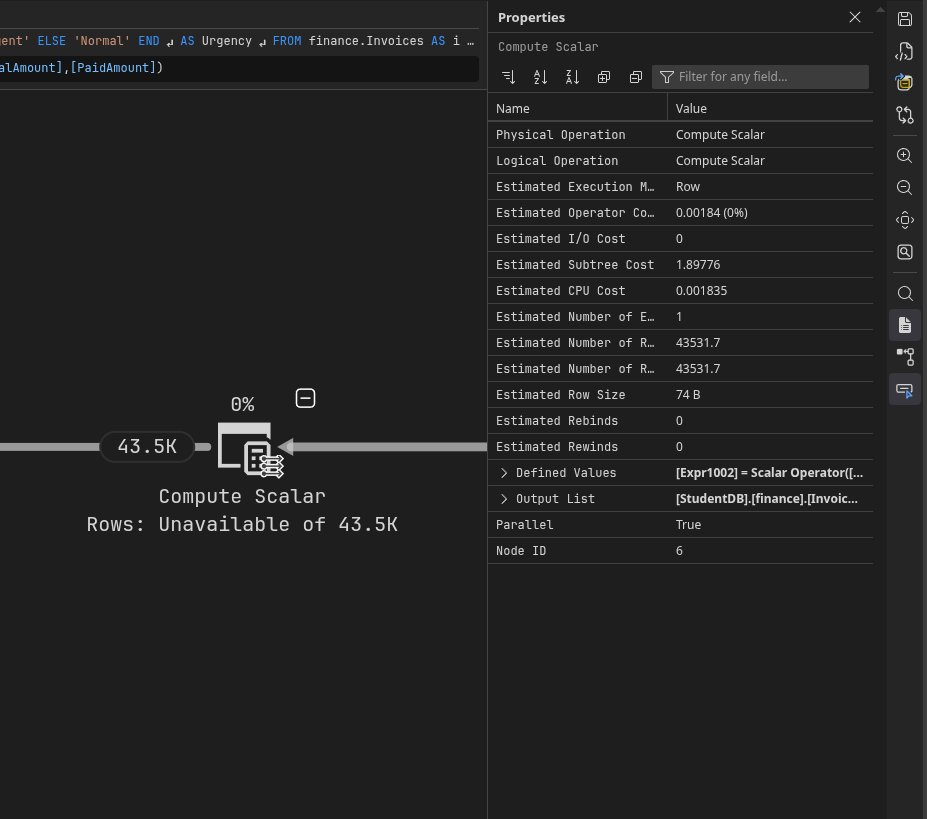 ent' ELSE 'Normal' END ↲ AS Urgency ↲ FROM finance.Invoices AS i …
alAmount],[PaidAmount])
0%
43.5K
Compute Scalar
Rows: Unavailable of 43.5K
Properties
Compute Scalar
Filter for any field...
Name Value
Physical Operation Compute Scalar
Logical Operation Compute Scalar
Estimated Execution M… Row
Estimated Operator Co… 0.00184 (0%)
Estimated I/O Cost 0
Estimated Subtree Cost 1.89776
Estimated CPU Cost 0.001835
Estimated Number of E… 1
Estimated Number of R… 43531.7
Estimated Number of R… 43531.7
Estimated Row Size 74 B
Estimated Rebinds 0
Estimated Rewinds 0
Defined Values [Expr1002] = Scalar Operator([…
Output List [StudentDB].[finance].[Invoic…
Parallel True
Node ID 6